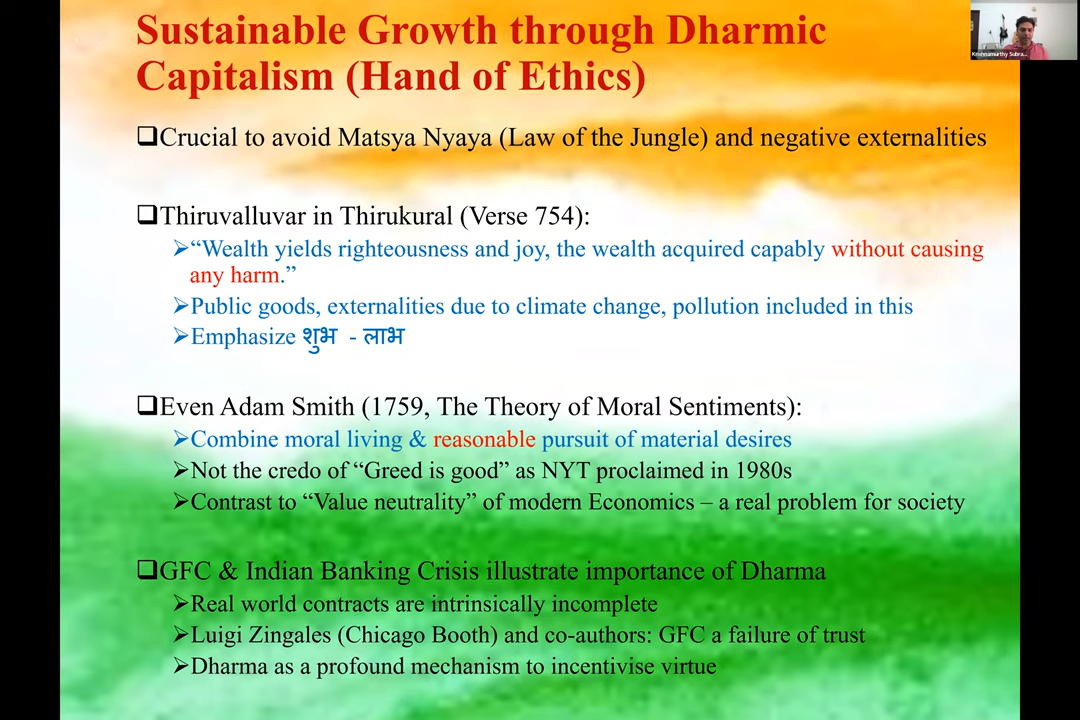 Sustainable Growth through Dharmic
Capitalism (Hand of Ethics)
Krishnamurthy Subra...
❑Crucial to avoid Matsya Nyaya (Law of the Jungle) and negative externalities
❑Thiruvalluvar in Thirukural (Verse 754):
➢“Wealth yields righteousness and joy, the wealth acquired capably without causing
any harm.”
➢Public goods, externalities due to climate change, pollution included in this
➢Emphasize शुभ - लाभ
❑Even Adam Smith (1759, The Theory of Moral Sentiments):
➢Combine moral living & reasonable pursuit of material desires
➢Not the credo of “Greed is good” as NYT proclaimed in 1980s
➢Contrast to “Value neutrality” of modern Economics – a real problem for society
❑GFC & Indian Banking Crisis illustrate importance of Dharma
➢Real world contracts are intrinsically incomplete
➢Luigi Zingales (Chicago Booth) and co-authors: GFC a failure of trust
➢Dharma as a profound mechanism to incentivise virtue